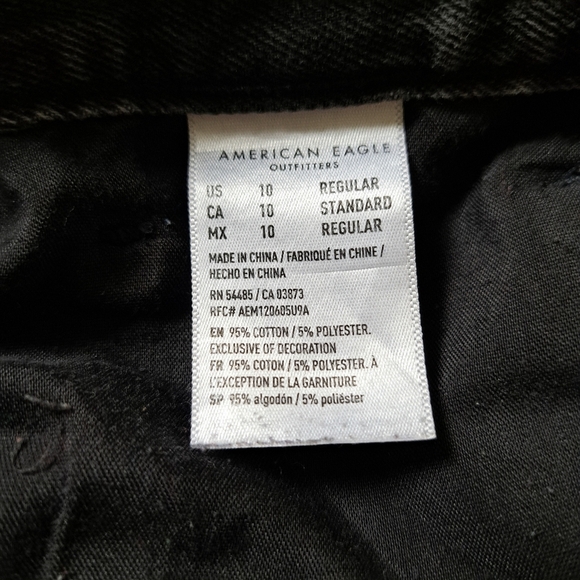 AMERICAN EAGLE
OUTFITTERS
US 10 REGULAR
CA 10 STANDARD
MX 10 REGULAR
MADE IN CHINA / FABRIQUÉ EN CHINE /
HECHO EN CHINA
RN 54485 / CA 03873
RFC# AEM120605U9A
EN 95% COTTON / 5% POLYESTER.
EXCLUSIVE OF DECORATION
FR 95% COTON / 5% POLYESTER. À
L'EXCEPTION DE LA GARNITURE
SP 95% algodón / 5% poliéster